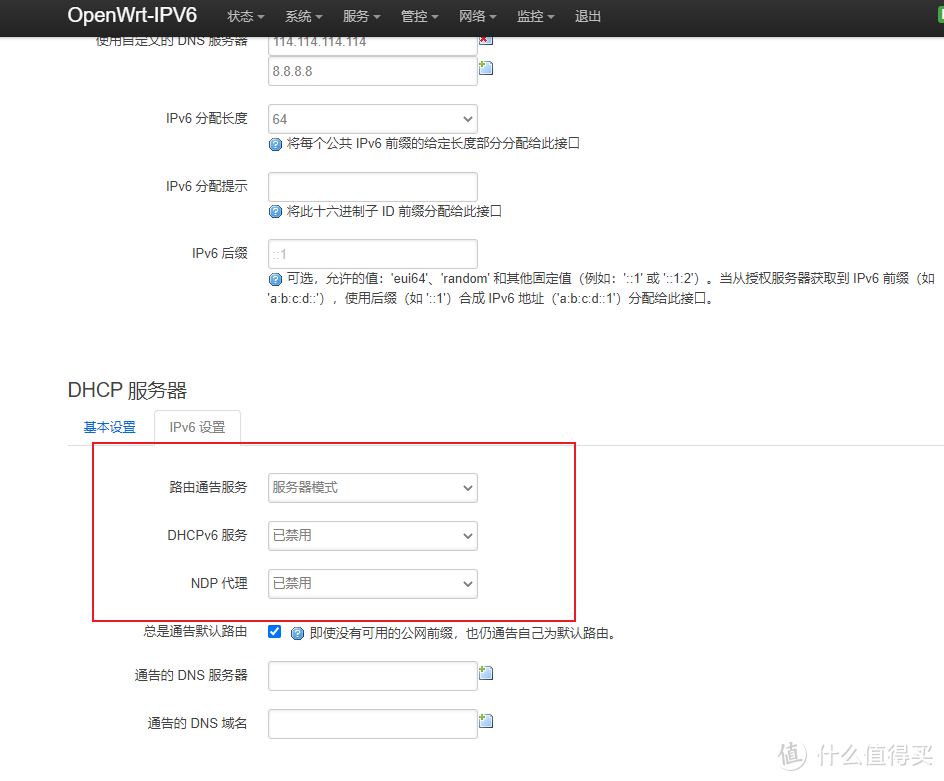 OpenWrt-IPV6 状态 系统 服务 管控 网络 监控 退出
使用自定义的 DNS 服务器 114.114.114.114
8.8.8.8
IPv6 分配长度 64
将每个公共 IPv6 前缀的给定长度部分分配给此接口
IPv6 分配提示
将此十六进制子 ID 前缀分配给此接口
IPv6 后缀 ::1
可选，允许的值：'eui64'、'random' 和其他固定值（例如：'::1' 或 '::1:2'）。当从授权服务器获取到 IPv6 前缀（如
'a:b:c:d::'），使用后缀（如 '::1'）合成 IPv6 地址（'a:b:c:d::1'）分配给此接口。
DHCP 服务器
基本设置 IPv6 设置
路由通告服务 服务器模式
DHCPv6 服务 已禁用
NDP 代理 已禁用
总是通告默认路由 即使没有可用的公网前缀，也仍通告自己为默认路由。
通告的 DNS 服务器
通告的 DNS 域名
值 什么值得买